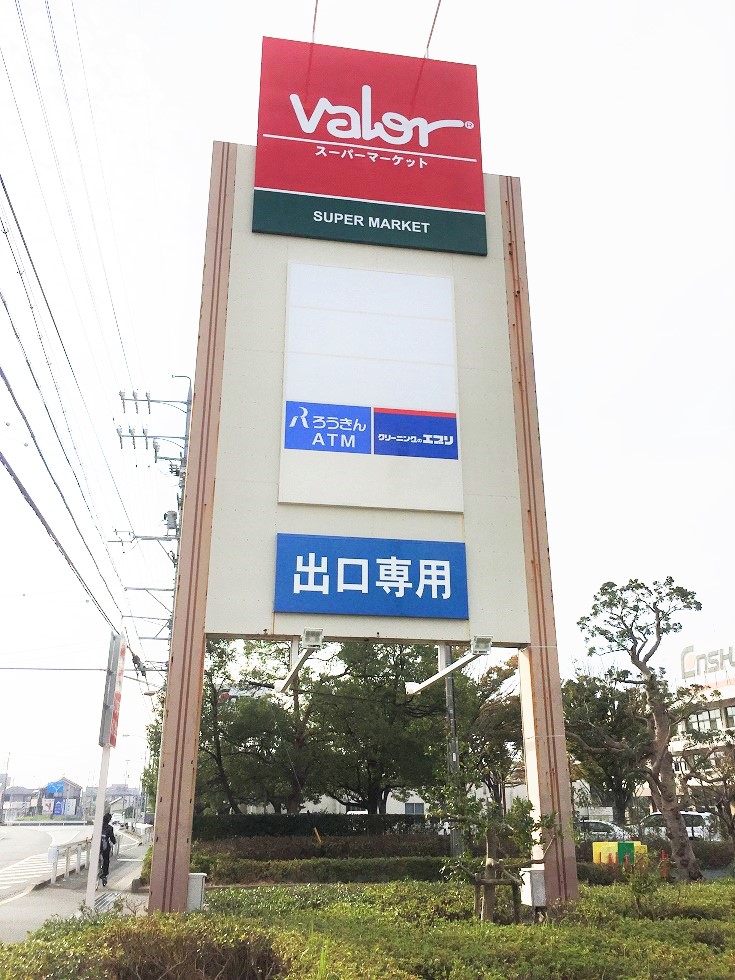 valor®
スーパーマーケット
SUPER MARKET
ろうきん
ATM
クリーニングのエコリ
出口専用